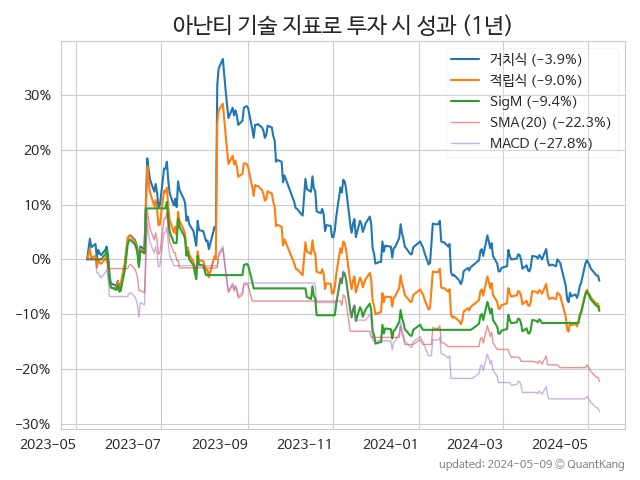 아난티 기술 지표로 투자 시 성과 (1년)
거치식 (−3.9%)
적립식 (−9.0%)
SigM (−9.4%)
SMA(20) (−22.3%)
MACD (−27.8%)
30%
20%
10%
0%
−10%
−20%
−30%
2023-05 2023-07 2023-09 2023-11 2024-01 2024-03 2024-05
updated: 2024-05-09 ⓒ QuantKang